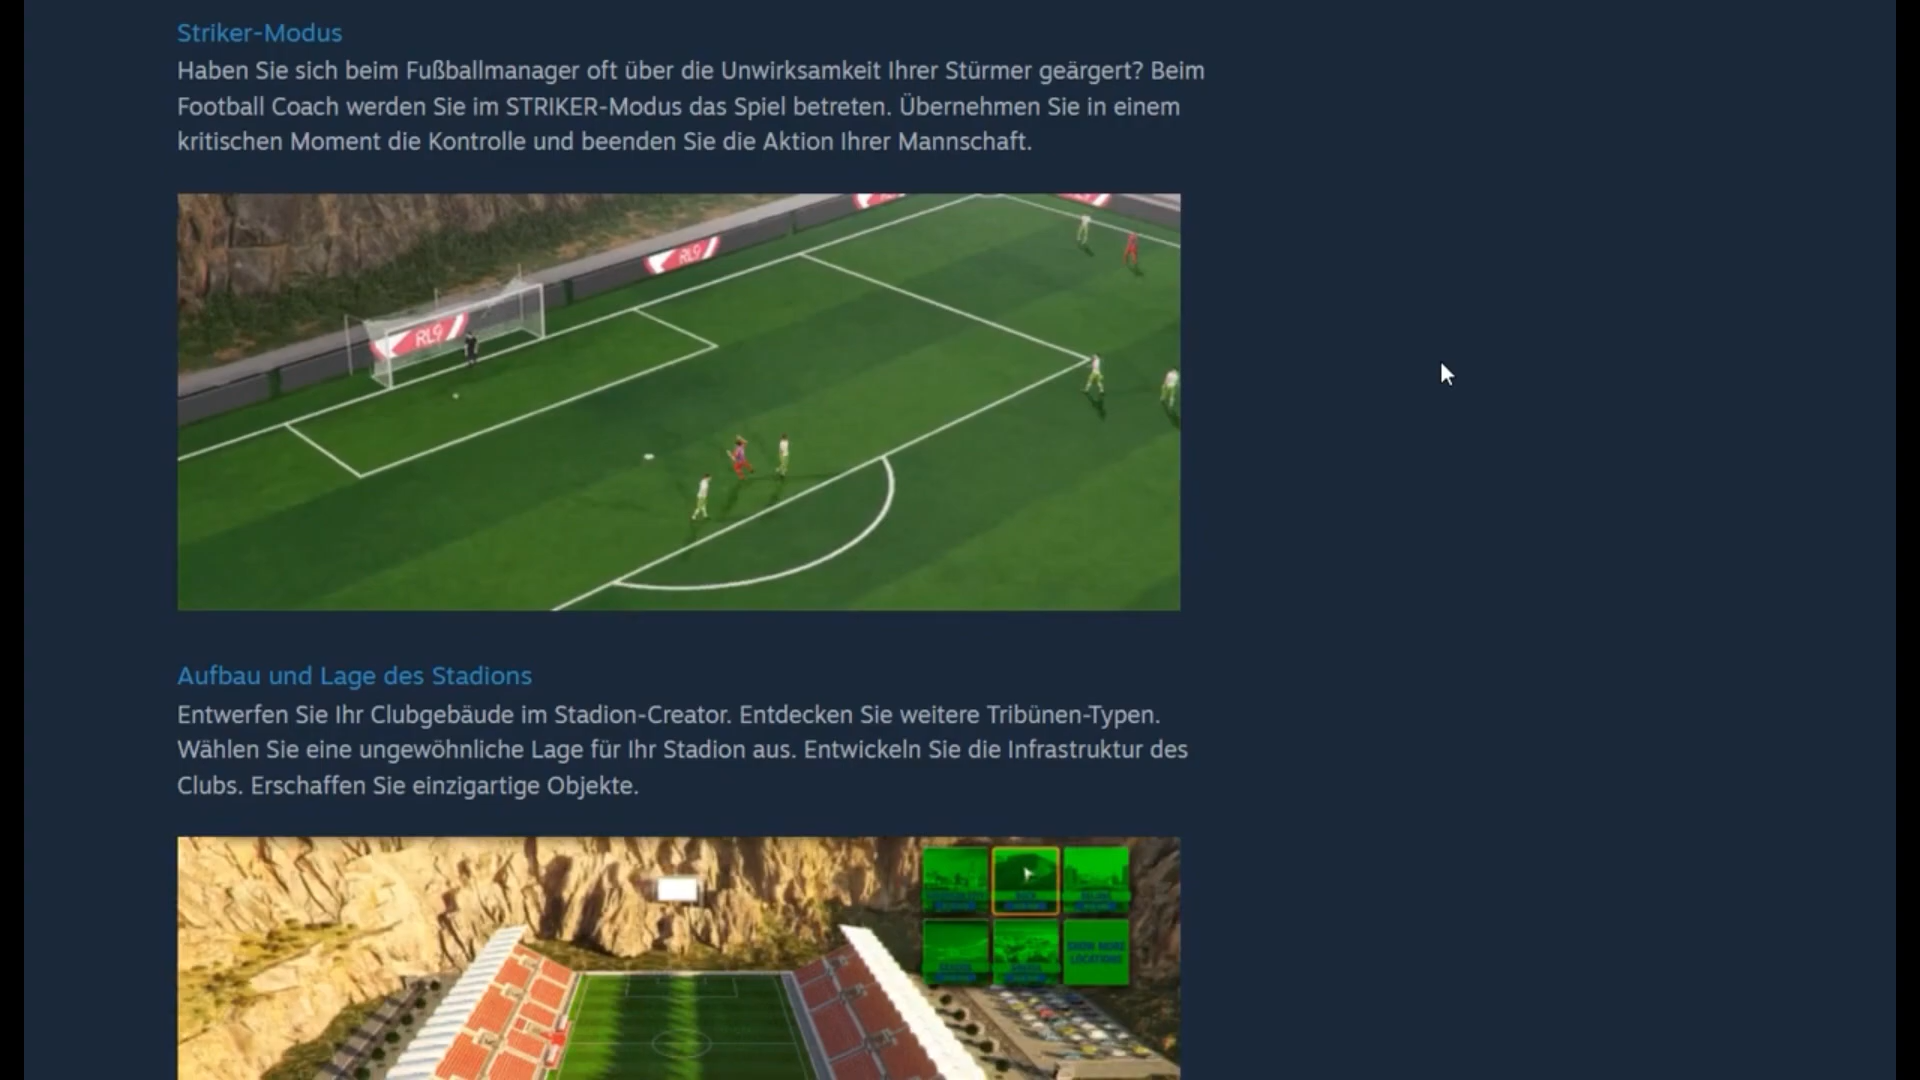 Striker-Modus
Haben Sie sich beim Fußballmanager oft über die Unwirksamkeit Ihrer Stürmer geärgert? Beim
Football Coach werden Sie im STRIKER-Modus das Spiel betreten. Übernehmen Sie in einem
kritischen Moment die Kontrolle und beenden Sie die Aktion Ihrer Mannschaft.
RL9
RL9
Aufbau und Lage des Stadions
Entwerfen Sie Ihr Clubgebäude im Stadion-Creator. Entdecken Sie weitere Tribünen-Typen.
Wählen Sie eine ungewöhnliche Lage für Ihr Stadion aus. Entwickeln Sie die Infrastruktur des
Clubs. Erschaffen Sie einzigartige Objekte.
SHOW MORE
LOCATIONS